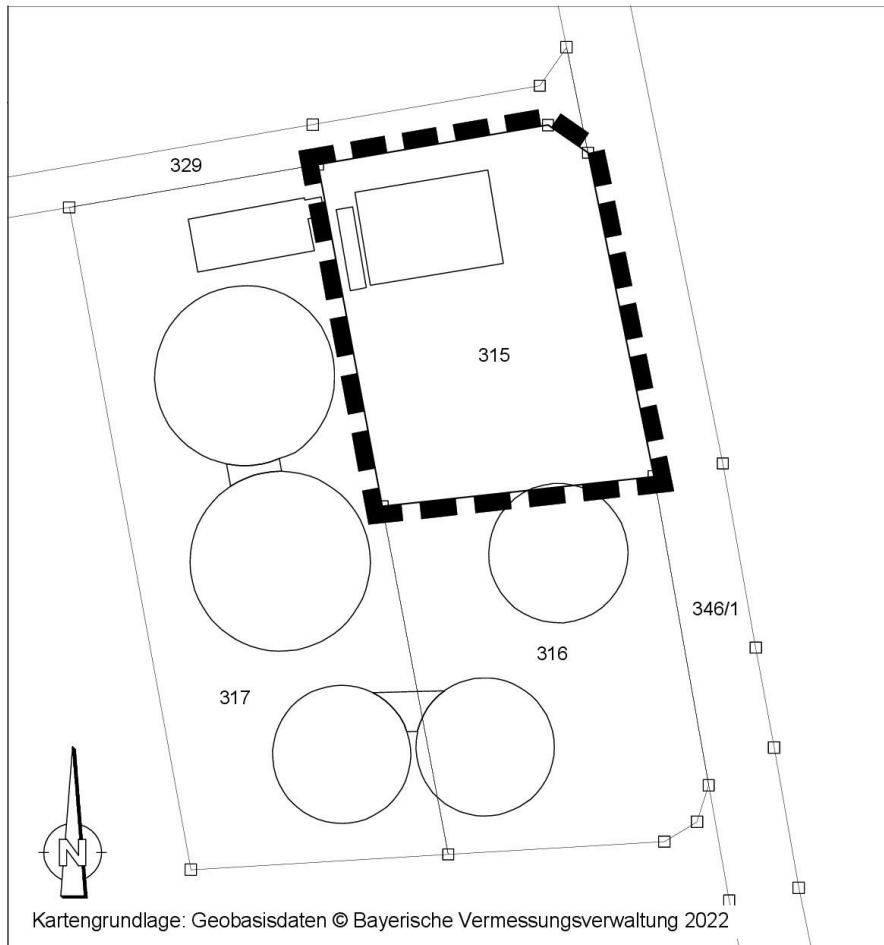 329
315
346/1
316
317
N
Kartengrundlage: Geobasisdaten © Bayerische Vermessungsverwaltung 2022